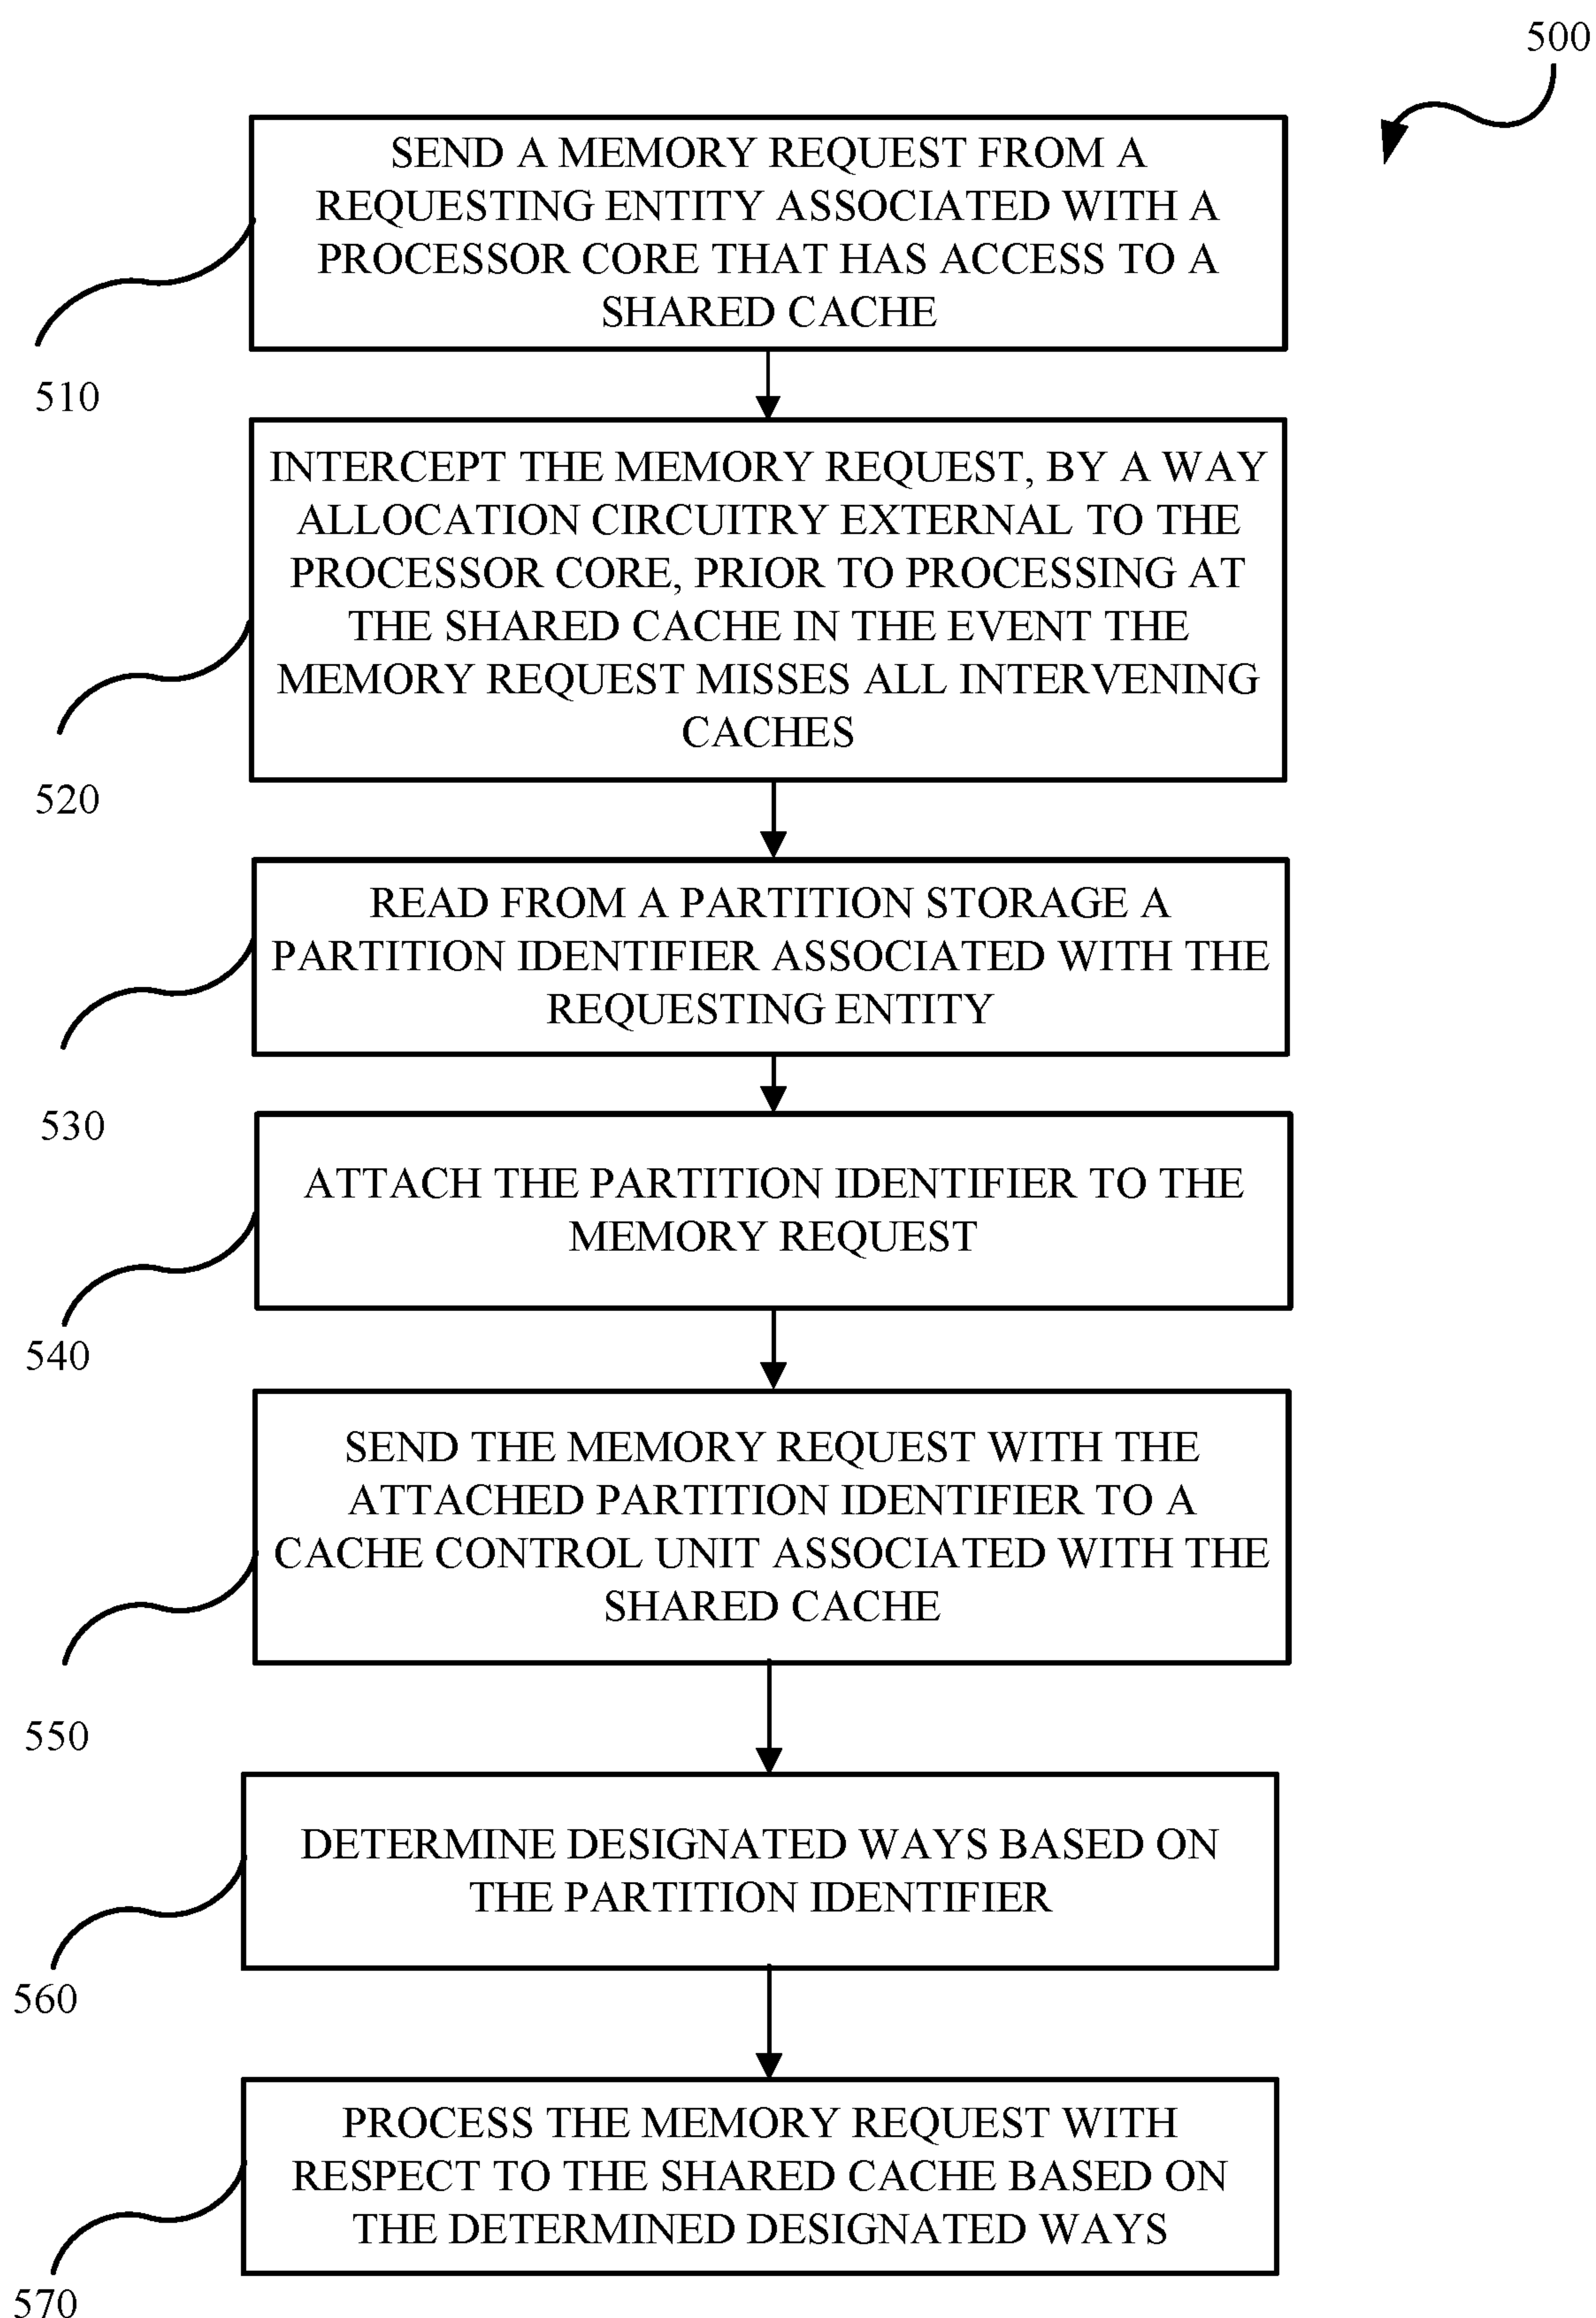 500
SEND A MEMORY REQUEST FROM A
REQUESTING ENTITY ASSOCIATED WITH A
PROCESSOR CORE THAT HAS ACCESS TO A
SHARED CACHE
510
INTERCEPT THE MEMORY REQUEST, BY A WAY
ALLOCATION CIRCUITRY EXTERNAL TO THE
PROCESSOR CORE, PRIOR TO PROCESSING AT
THE SHARED CACHE IN THE EVENT THE
MEMORY REQUEST MISSES ALL INTERVENING
CACHES
520
READ FROM A PARTITION STORAGE A
PARTITION IDENTIFIER ASSOCIATED WITH THE
REQUESTING ENTITY
530
ATTACH THE PARTITION IDENTIFIER TO THE
MEMORY REQUEST
540
SEND THE MEMORY REQUEST WITH THE
ATTACHED PARTITION IDENTIFIER TO A
CACHE CONTROL UNIT ASSOCIATED WITH THE
SHARED CACHE
550
DETERMINE DESIGNATED WAYS BASED ON
THE PARTITION IDENTIFIER
560
PROCESS THE MEMORY REQUEST WITH
RESPECT TO THE SHARED CACHE BASED ON
THE DETERMINED DESIGNATED WAYS
570